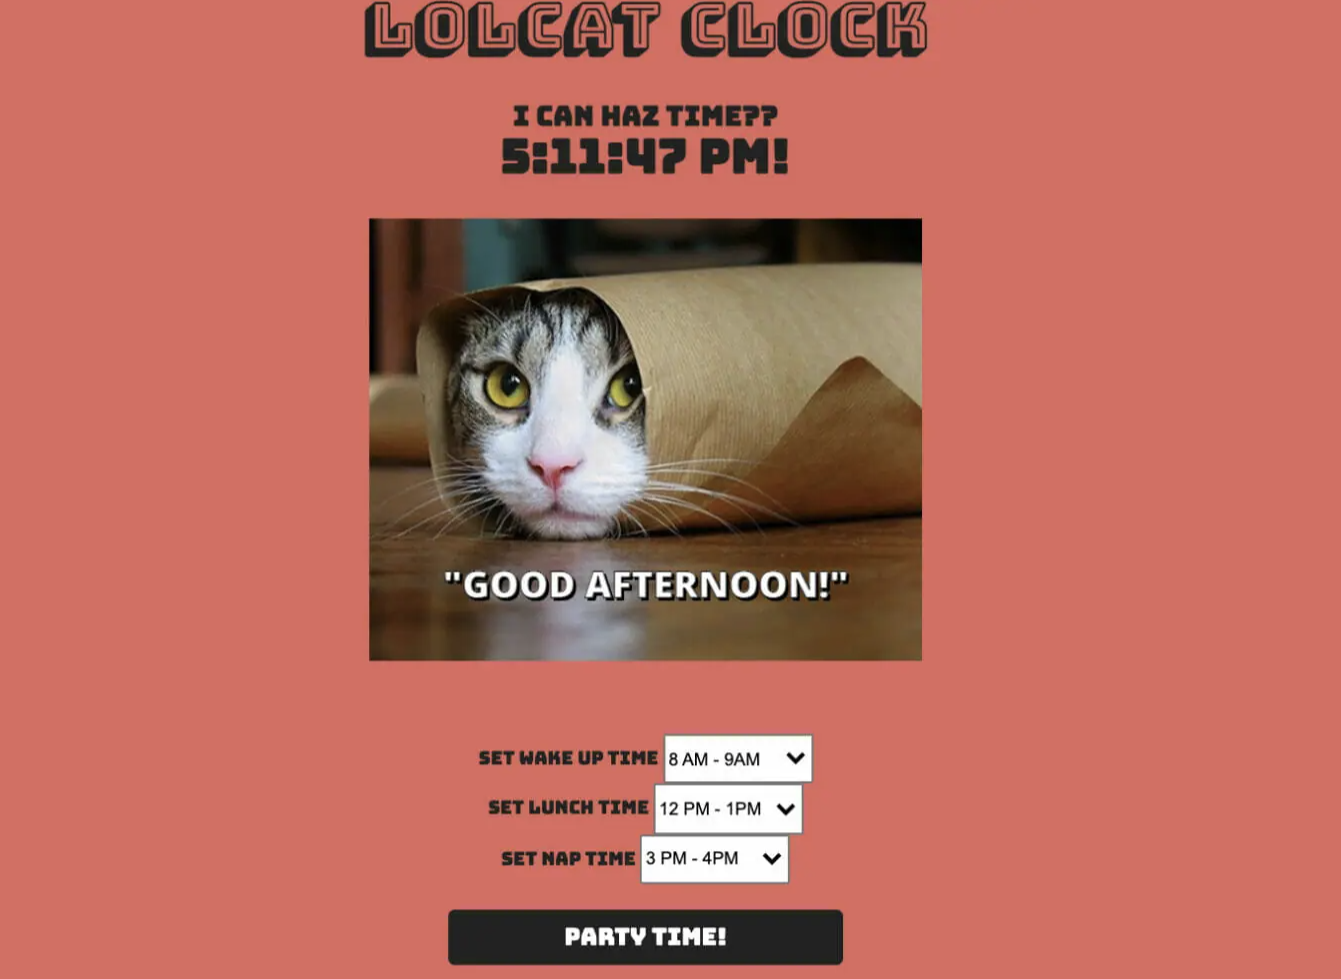 LOLCAT CLOCK
I CAN HAZ TIME??
5:11:47 PM!
"GOOD AFTERNOON!"
SET WAKE UP TIME 8 AM - 9AM
SET LUNCH TIME 12 PM - 1PM
SET NAP TIME 3 PM - 4PM
PARTY TIME!